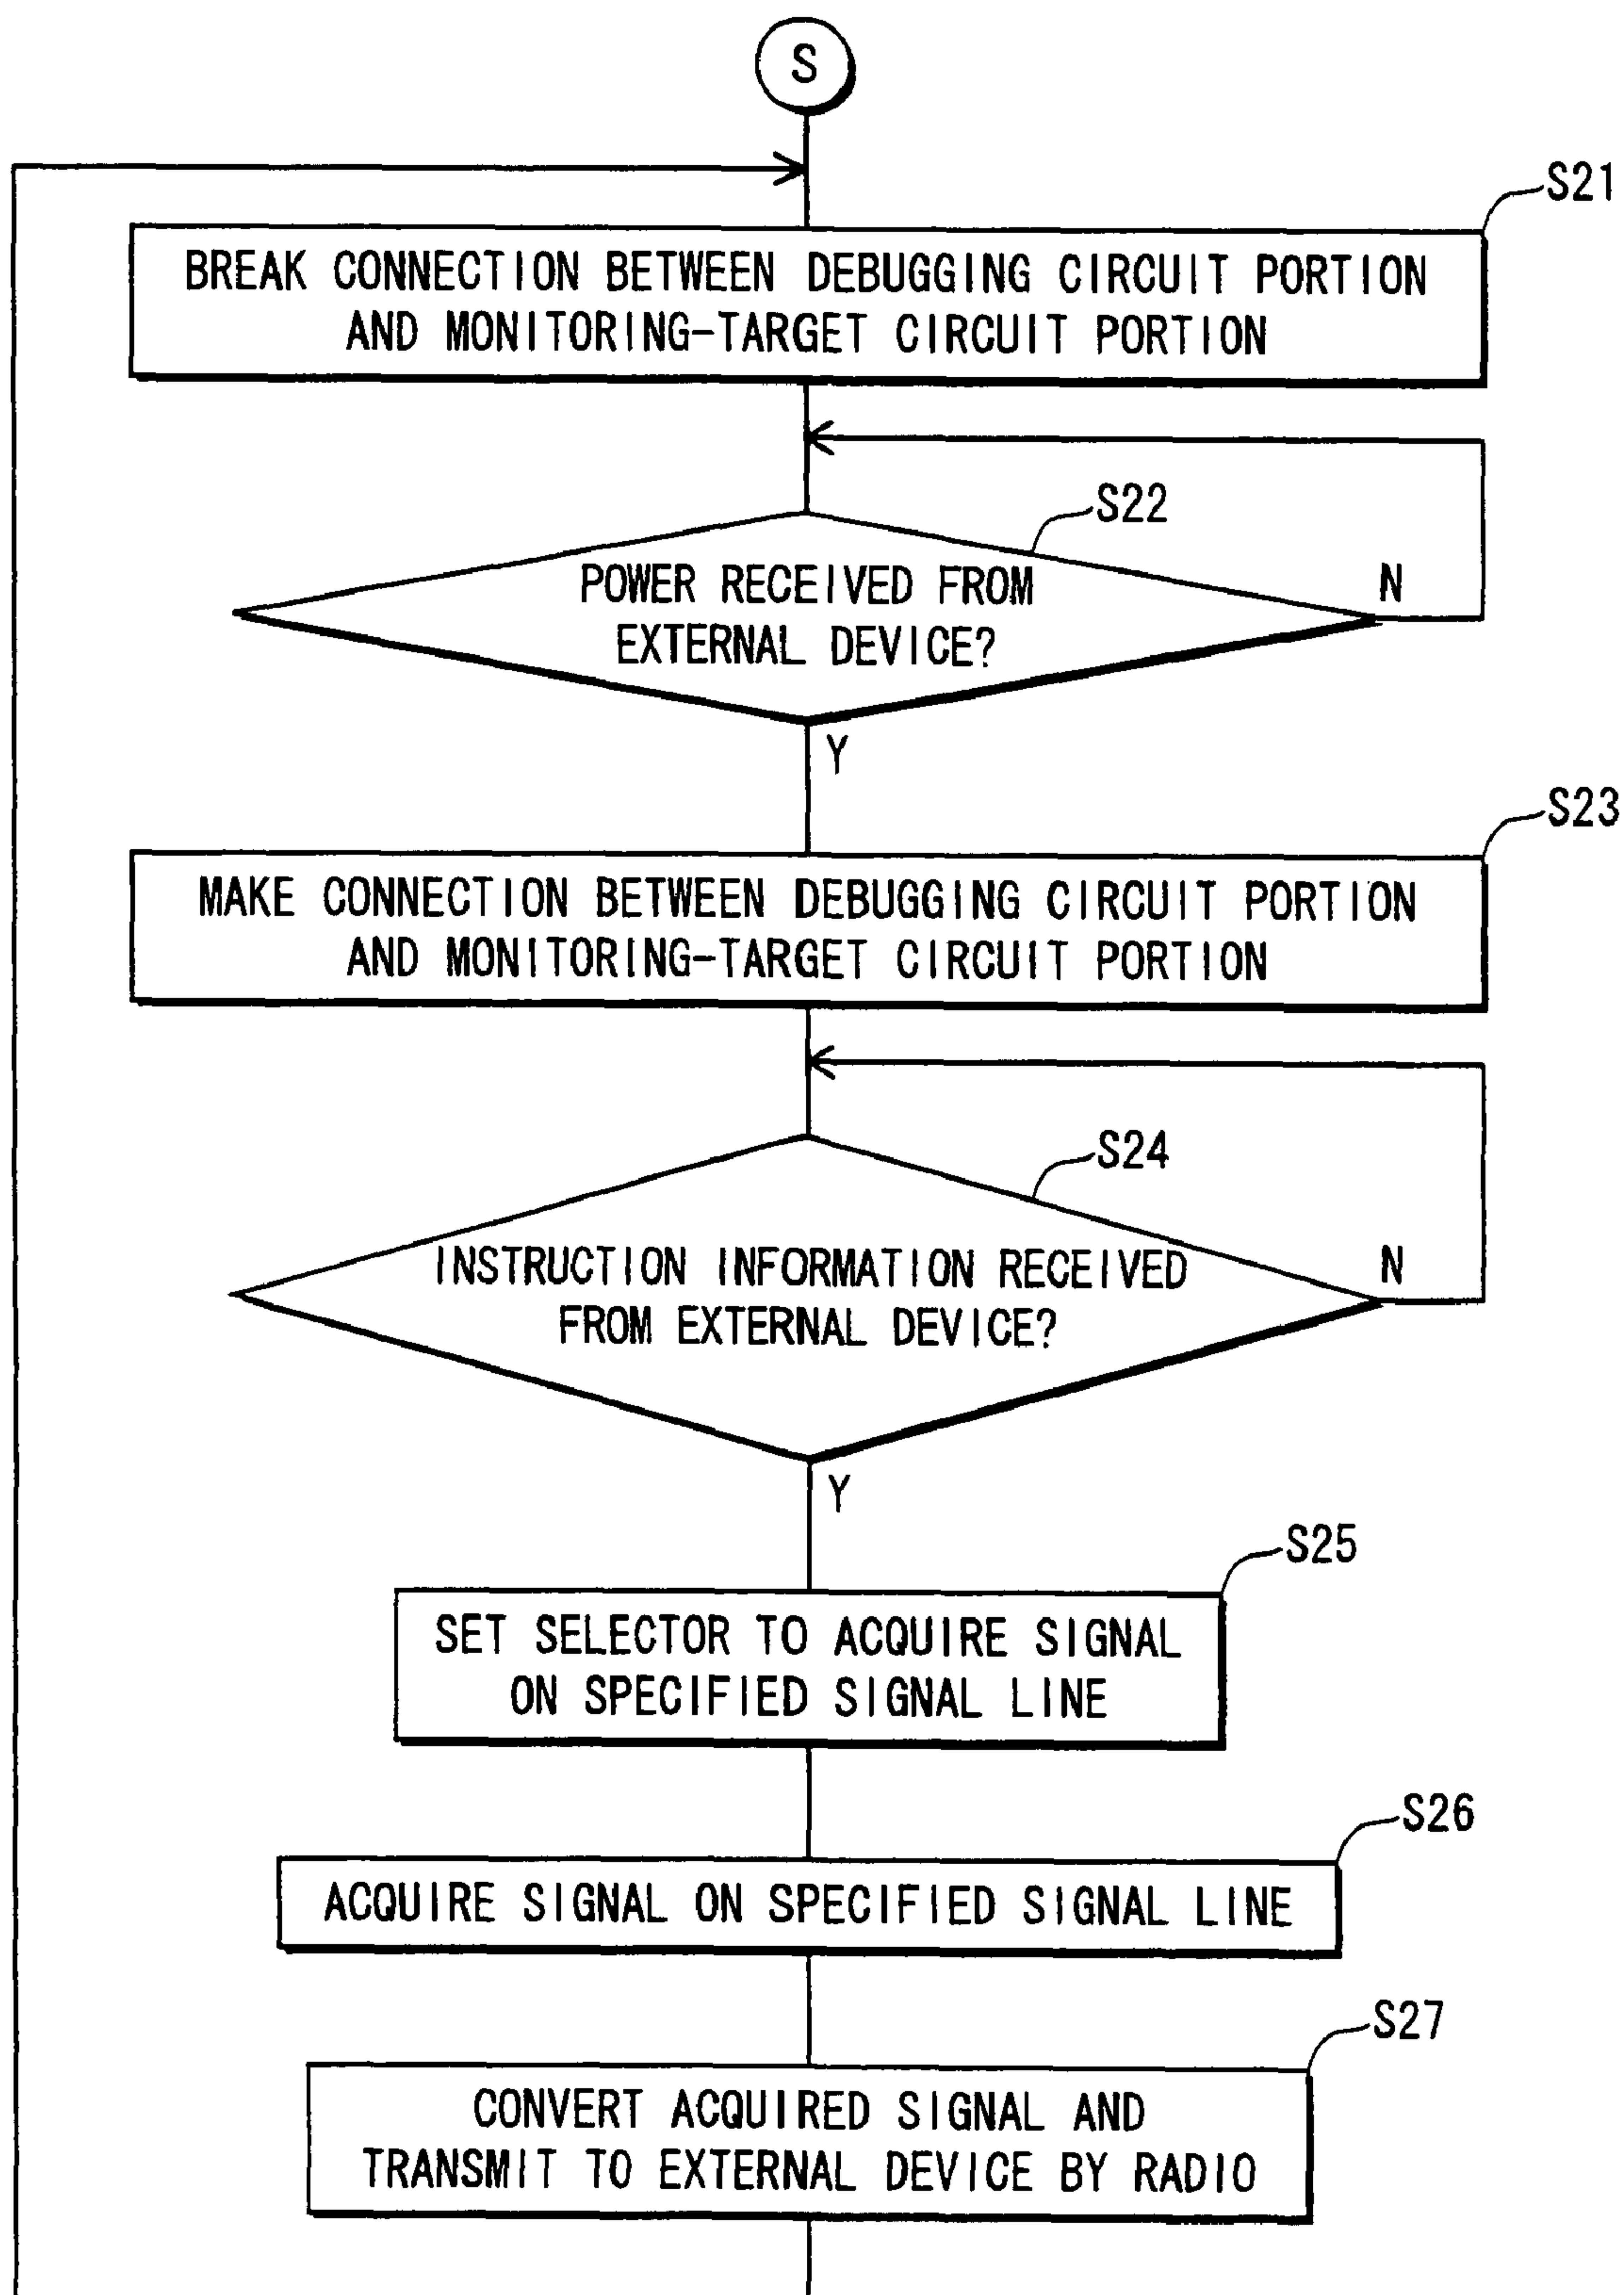 S
S21
BREAK CONNECTION BETWEEN DEBUGGING CIRCUIT PORTION
AND MONITORING-TARGET CIRCUIT PORTION
S22
POWER RECEIVED FROM
EXTERNAL DEVICE?
N
Y
S23
MAKE CONNECTION BETWEEN DEBUGGING CIRCUIT PORTION
AND MONITORING-TARGET CIRCUIT PORTION
S24
INSTRUCTION INFORMATION RECEIVED
FROM EXTERNAL DEVICE?
N
Y
S25
SET SELECTOR TO ACQUIRE SIGNAL
ON SPECIFIED SIGNAL LINE
S26
ACQUIRE SIGNAL ON SPECIFIED SIGNAL LINE
S27
CONVERT ACQUIRED SIGNAL AND
TRANSMIT TO EXTERNAL DEVICE BY RADIO